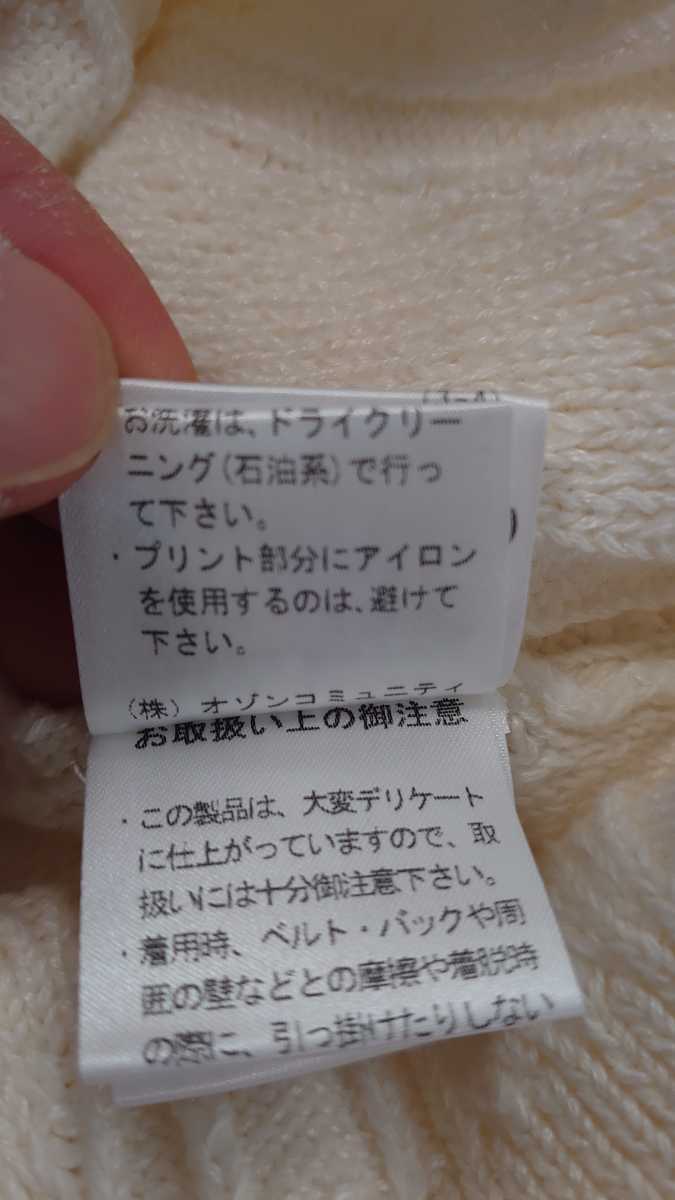 (7-4)
お洗濯は、ドライクリー
ニング(石油系)で行っ
て下さい。
・プリント部分にアイロン
を使用するのは、避けて
下さい。
(株) オゾンコミュニティ
お取扱い上の御注意
・この製品は、大変デリケート
に仕上がっていますので、取
扱いには十分御注意下さい。
・着用時、ベルト・バックや周
囲の壁などとの摩擦や着脱時
の際に、引っ掛けたりしない